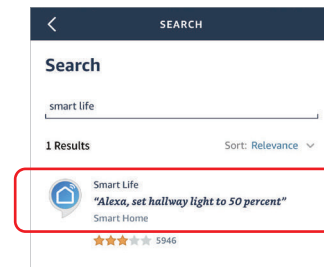 SEARCH
Search
smart life
1 Results Sort: Relevance
Smart Life
"Alexa, set hallway light to 50 percent"
Smart Home
5946